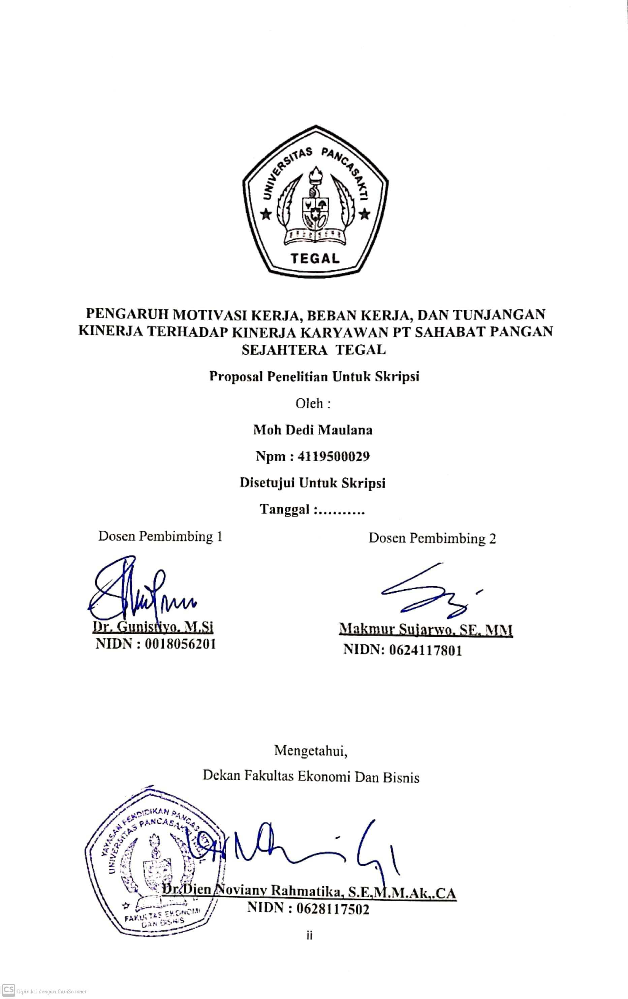 UNIVERSITAS PANCASAKTI
TEGAL
PENGARUH MOTIVASI KERJA, BEBAN KERJA, DAN TUNJANGAN
KINERJA TERHADAP KINERJA KARYAWAN PT SAHABAT PANGAN
SEJAHTERA TEGAL
Proposal Penelitian Untuk Skripsi
Oleh :
Moh Dedi Maulana
Npm : 4119500029
Disetujui Untuk Skripsi
Tanggal :...........
Dosen Pembimbing 1
Dosen Pembimbing 2
Dr. Gunistiyo. M.Si
NIDN : 0018056201
Makmur Sujarwo. SE. MM
NIDN: 0624117801
Mengetahui,
Dekan Fakultas Ekonomi Dan Bisnis
YAYASAN PENDIDIKAN PANCASAKTI
UNIVERSITAS PANCASAKTI TEGAL
FAKULTAS EKONOMI
DAN BISNIS
Dr.Dien Noviany Rahmatika, S.E,M.M.Ak,.CA
NIDN : 0628117502
ii
CS Dipindai dengan CamScanner